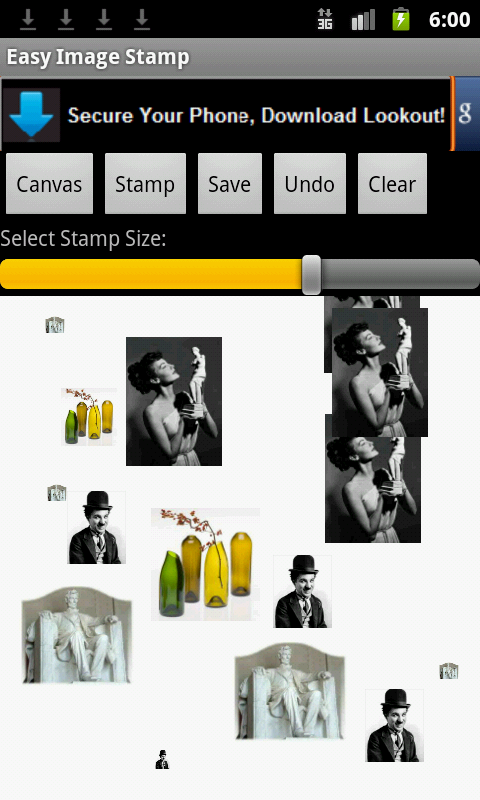 3G 6:00
Easy Image Stamp
Secure Your Phone, Download Lookout! g
Canvas Stamp Save Undo Clear
Select Stamp Size: